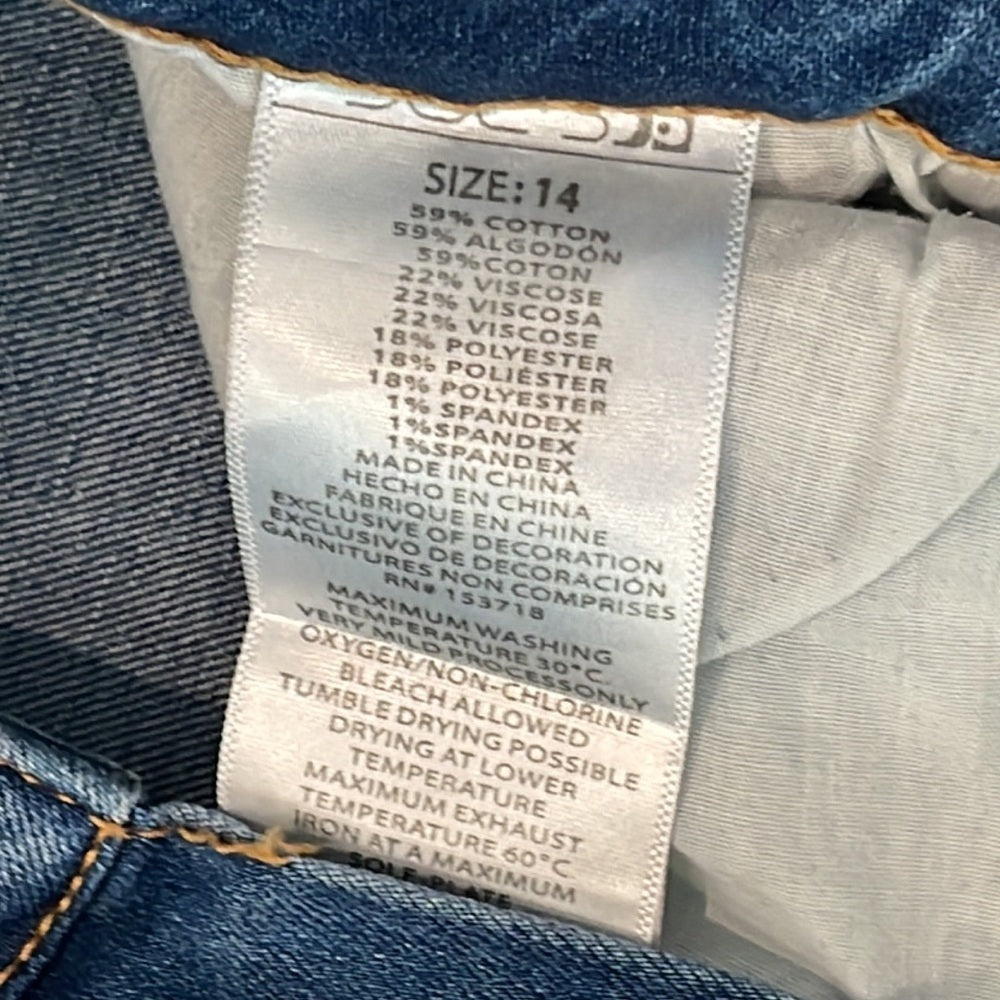 SIZE: 14
59% COTTON
59% ALGODÓN
59%COTON
22% VISCOSE
22% VISCOSA
22% VISCOSE
18% POLYESTER
18% POLIÉSTER
18% POLYESTER
1% SPANDEX
1%SPANDEX
1%SPANDEX
MADE IN CHINA
HECHO EN CHINA
FABRIQUE EN CHINE
EXCLUSIVE OF DECORATION
EXCLUSIVO DE DECORACIÓN
GARNITURES NON COMPRISES
RN# 153718
MAXIMUM WASHING
TEMPERATURE 30°C.
VERY MILD PROCESSONLY
OXYGEN/NON-CHLORINE
BLEACH ALLOWED
TUMBLE DRYING POSSIBLE
DRYING AT LOWER
TEMPERATURE
MAXIMUM EXHAUST
TEMPERATURE 60°C
IRON AT A MAXIMUM
SOLE-PLATE